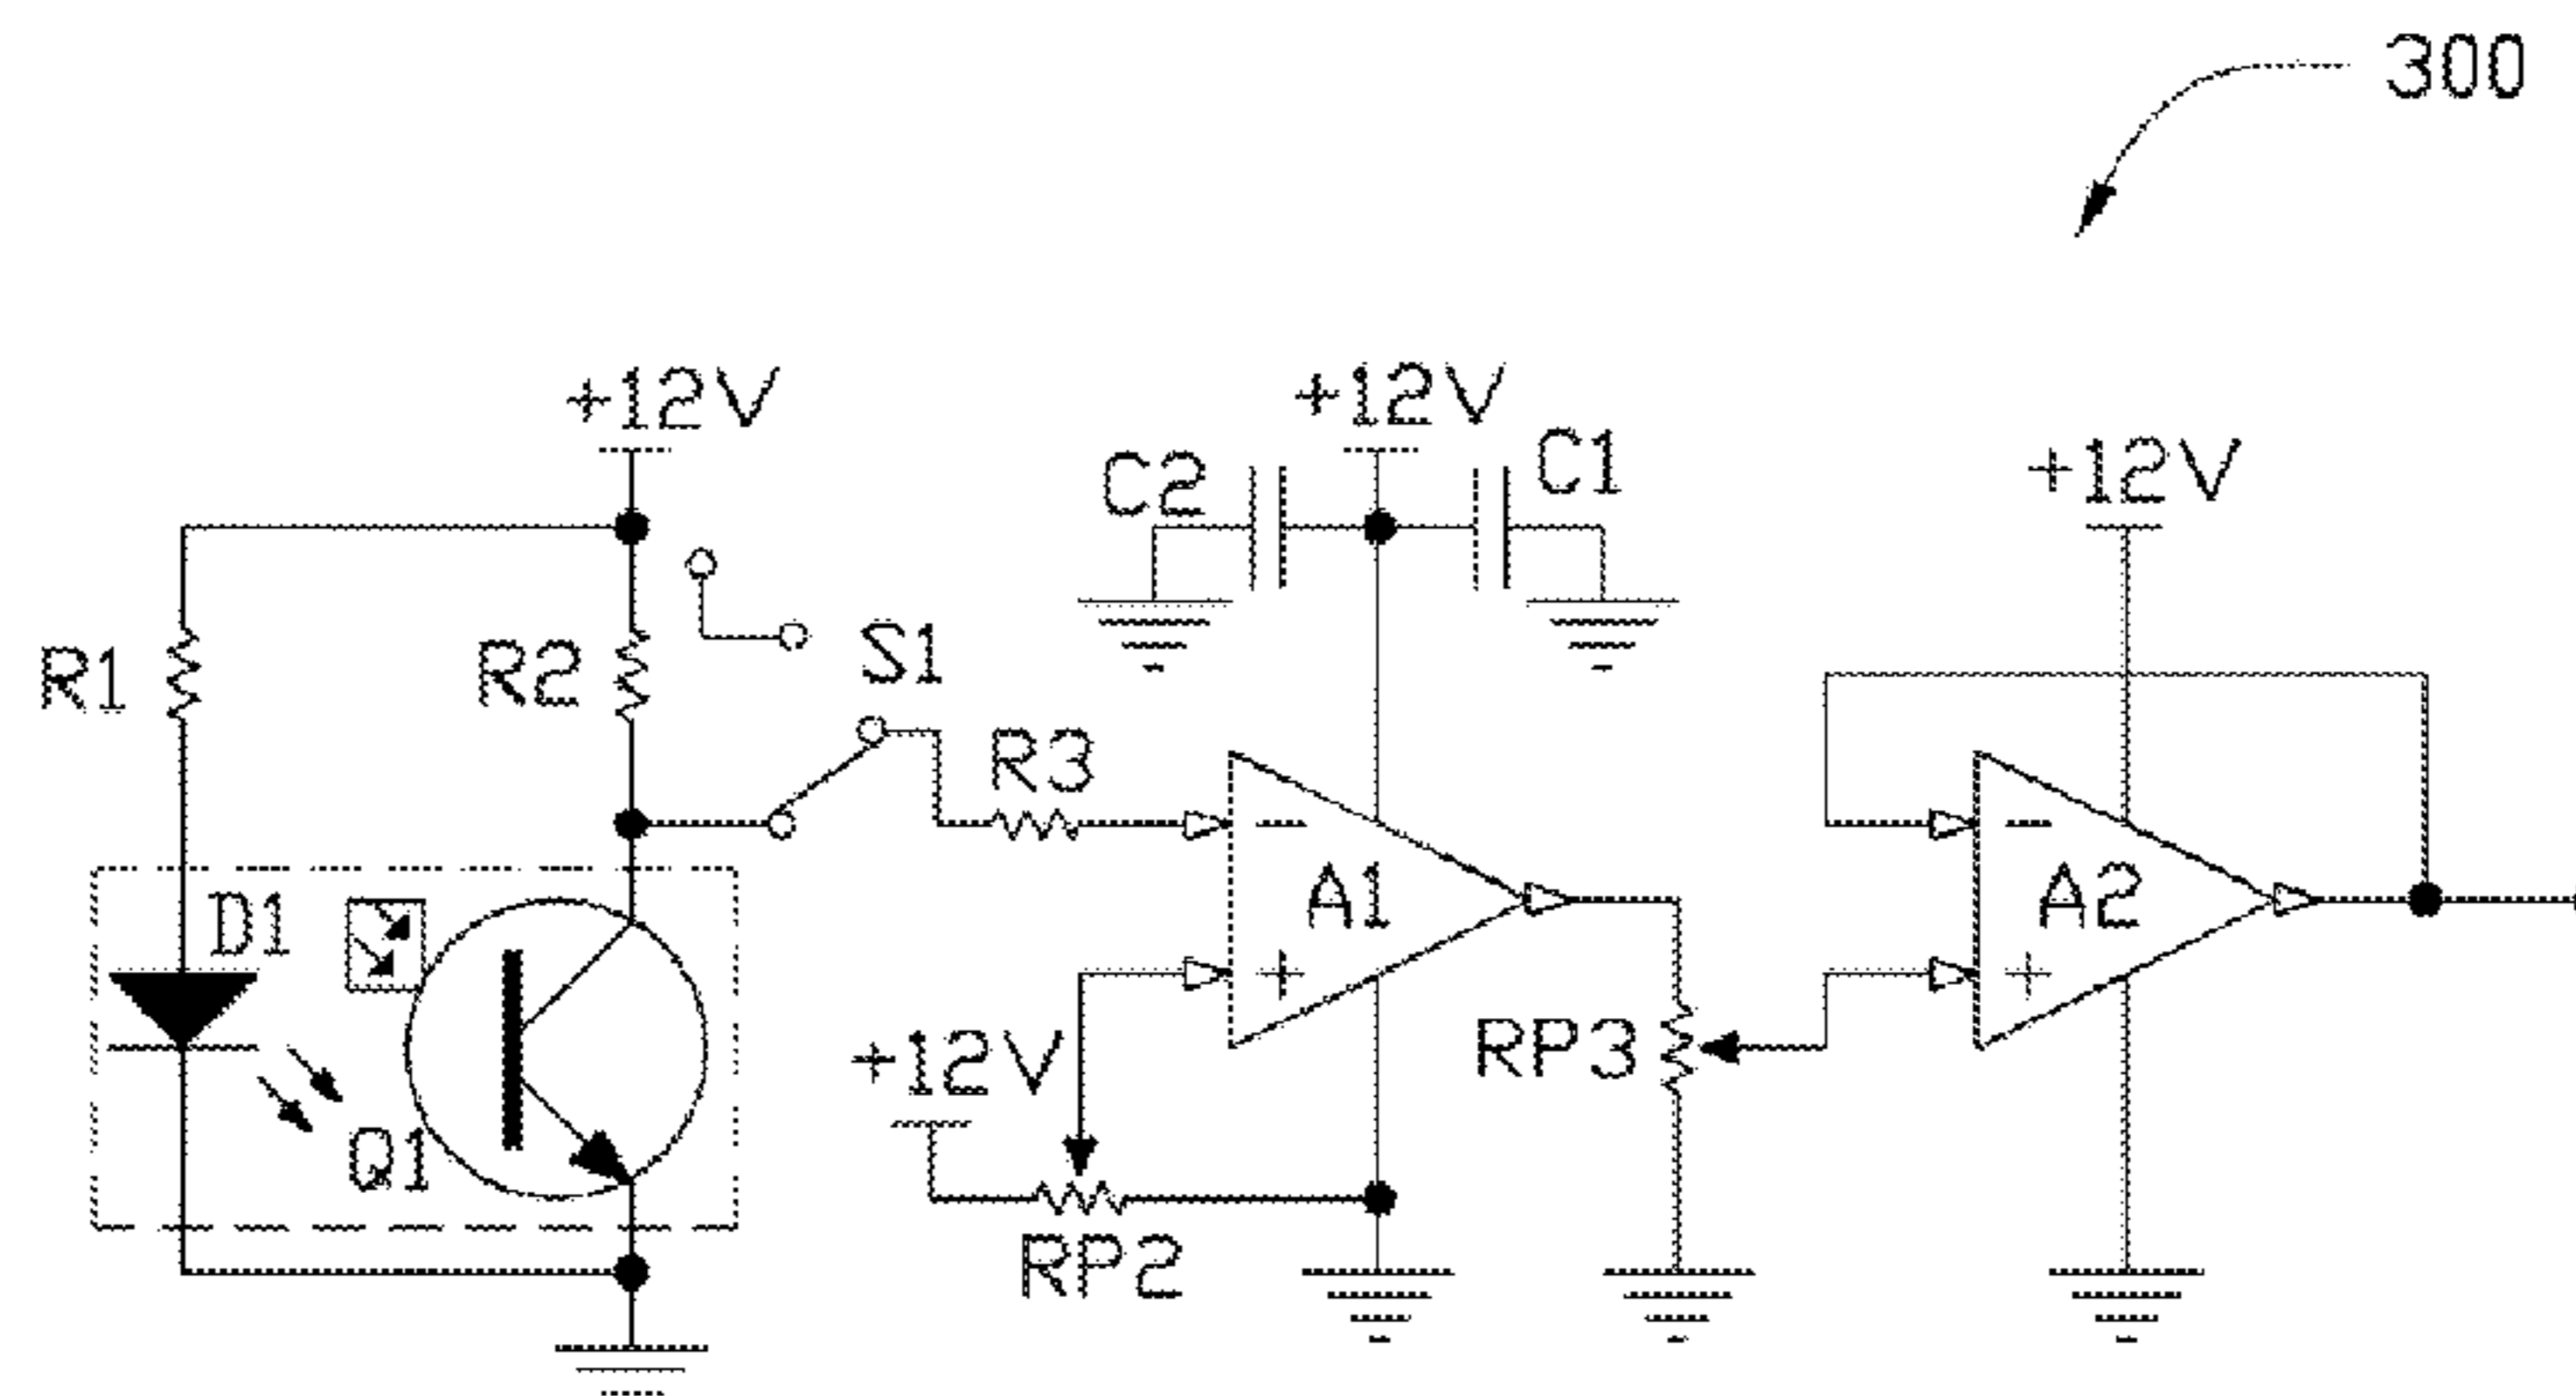 300
+12V
+12V
C2
C1
+12V
R1
R2
S1
R3
D1
A1
A2
-
-
+
+
Q1
+12V
RP3
RP2